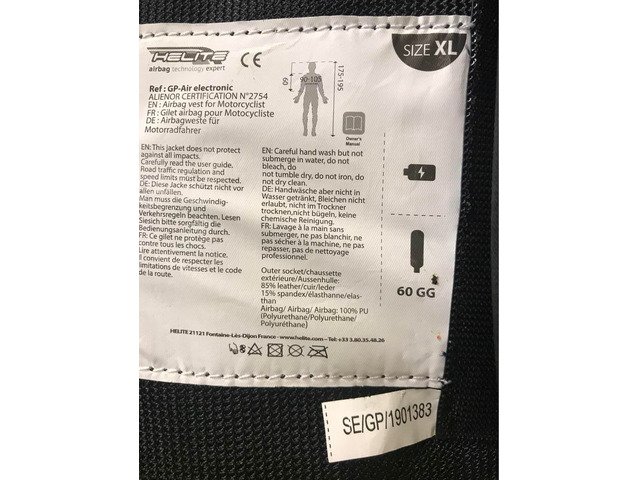 HELITE
airbag technology expert
CE
SIZE XL
Ref : GP-Air electronic
ALIENOR CERTIFICATION N°2754
EN : Airbag vest for Motorcyclist
FR : Gilet airbag pour Motocycliste
DE : Airbagweste für
Motorradfahrer
90-105
60
175-195
Owner's
Manual
EN: This jacket does not protect
against all impacts.
Carefully read the user guide.
Road traffic regulation and
speed limits must be respected.
DE: Diese Jacke schützt nicht vor
allen unfällen.
Man muss die Geschwindig-
keitsbegrenzung und
Verkehrsregeln beachten. Lesen
Siesich bitte sorgfältig die
Bedienungsanleitung durch.
FR: Ce gilet ne protège pas
contre tous les chocs.
Lire attentivement la notice.
Il convient de respecter les
limitations de vitesses et le code
de la route.
EN: Careful hand wash but not
submerge in water, do not
bleach, do
not tumble dry, do not iron, do
not dry clean.
DE: Handwäsche aber nicht in
Wasser getränkt, Bleichen nicht
erlaubt, nicht im Trockner
trocknen,nicht bügeln, keine
chemische Reinigung.
FR: Lavage à la main sans
submerger, ne pas blanchir, ne
pas sécher à la machine, ne pas
repasser, pas de nettoyage
professionnel.
Outer socket/chaussette
extérieure/Aussenhulle:
85% leather/cuir/leder
15% spandex/élasthanne/elas-
than
Airbag/ Airbag/ Airbag: 100% PU
(Polyurethane/Polyurethane/
Polyuréthane)
60 GG
HELITE 21121 Fontaine-Lès-Dijon France - www.helite.com - Tel: +33 3.80.35.48.26
SE/GP/1901383